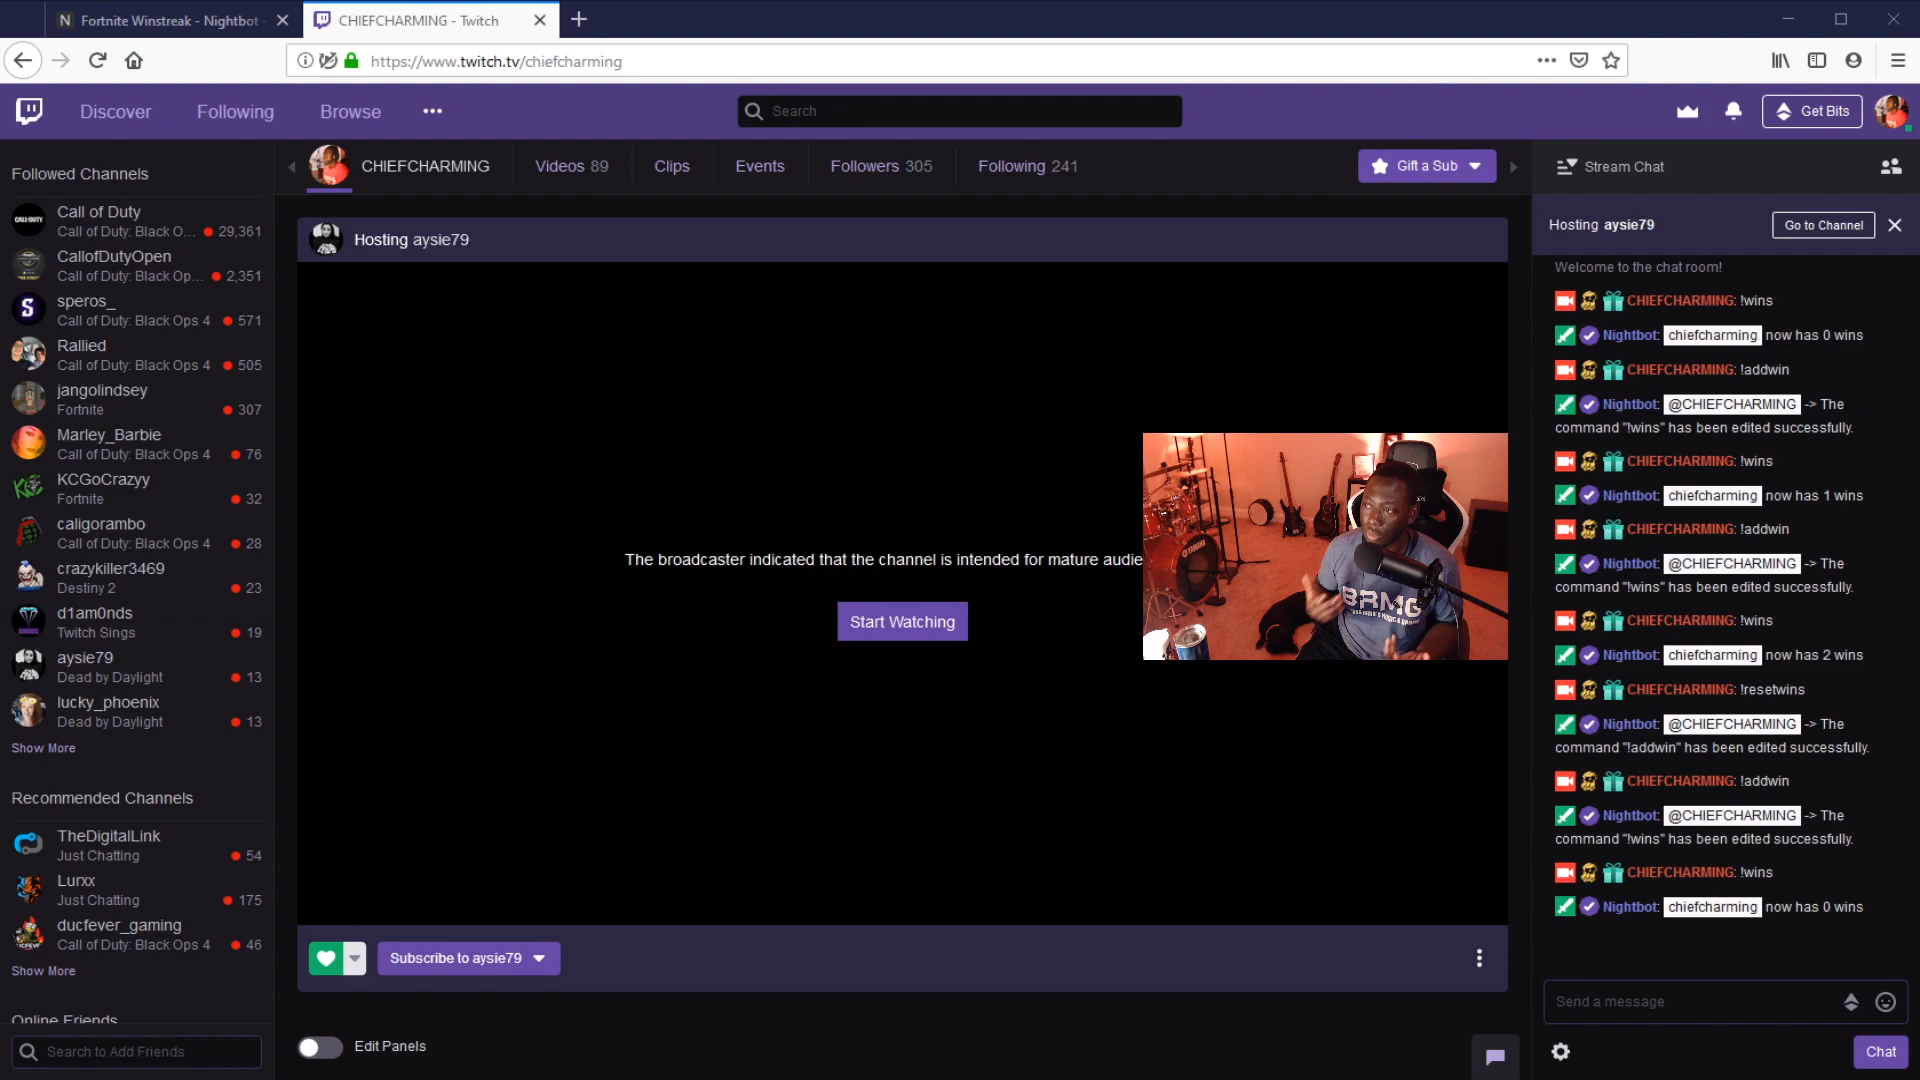 Fortnite Winstreak - Nightbot -
CHIEFCHARMING - Twitch
https://www.twitch.tv/chiefcharming
Discover
Following
Browse
Search
Get Bits
Followed Channels
Call of Duty
Call of Duty: Black O...
29,361
CallofDutyOpen
Call of Duty: Black Op...
2,351
speros_
Call of Duty: Black Ops 4
571
Rallied
Call of Duty: Black Ops 4
505
jangolindsey
Fortnite
307
Marley_Barbie
Call of Duty: Black Ops 4
76
KCGoCrazyy
Fortnite
32
caligorambo
Call of Duty: Black Ops 4
28
crazykiller3469
Destiny 2
23
d1am0nds
Twitch Sings
19
aysie79
Dead by Daylight
13
lucky_phoenix
Dead by Daylight
13
Show More
Recommended Channels
TheDigitalLink
Just Chatting
54
Lurxx
Just Chatting
175
ducfever_gaming
Call of Duty: Black Ops 4
46
Show More
Online Friends
Search to Add Friends
CHIEFCHARMING
Videos 89
Clips
Events
Followers 305
Following 241
Gift a Sub
Hosting aysie79
The broadcaster indicated that the channel is intended for mature audie
Start Watching
YAMAHA
BRMG
Subscribe to aysie79
Edit Panels
Stream Chat
Hosting aysie79
Go to Channel
Welcome to the chat room!
CHIEFCHARMING: !wins
Nightbot: chiefcharming now has 0 wins
CHIEFCHARMING: !addwin
Nightbot: @CHIEFCHARMING -> The
command "!wins" has been edited successfully.
CHIEFCHARMING: !wins
Nightbot: chiefcharming now has 1 wins
CHIEFCHARMING: !addwin
Nightbot: @CHIEFCHARMING -> The
command "!wins" has been edited successfully.
CHIEFCHARMING: !wins
Nightbot: chiefcharming now has 2 wins
CHIEFCHARMING: !resetwins
Nightbot: @CHIEFCHARMING -> The
command "!addwin" has been edited successfully.
CHIEFCHARMING: !addwin
Nightbot: @CHIEFCHARMING -> The
command "!wins" has been edited successfully.
CHIEFCHARMING: !wins
Nightbot: chiefcharming now has 0 wins
Send a message
Chat